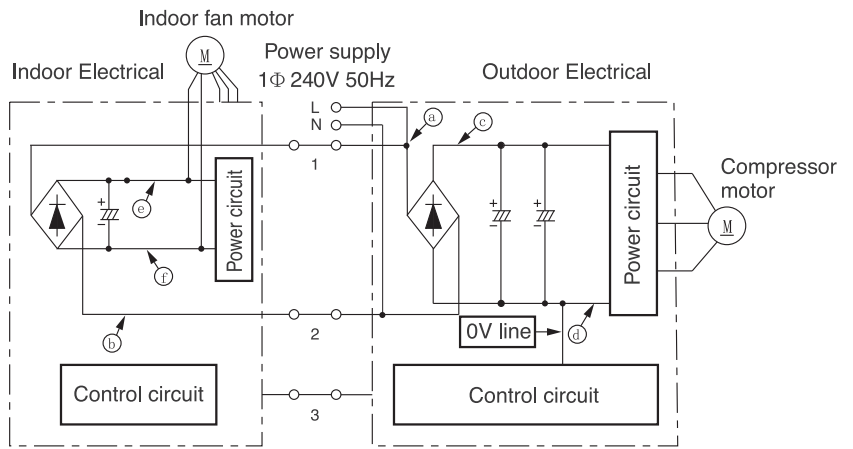 Indoor fan motor
M
Power supply
1Φ 240V 50Hz
Indoor Electrical
Outdoor Electrical
L
N
a
c
1
+
-
e
f
Power circuit
+
-
+
-
Power circuit
Compressor
motor
M
b
2
0V line
d
Control circuit
3
Control circuit